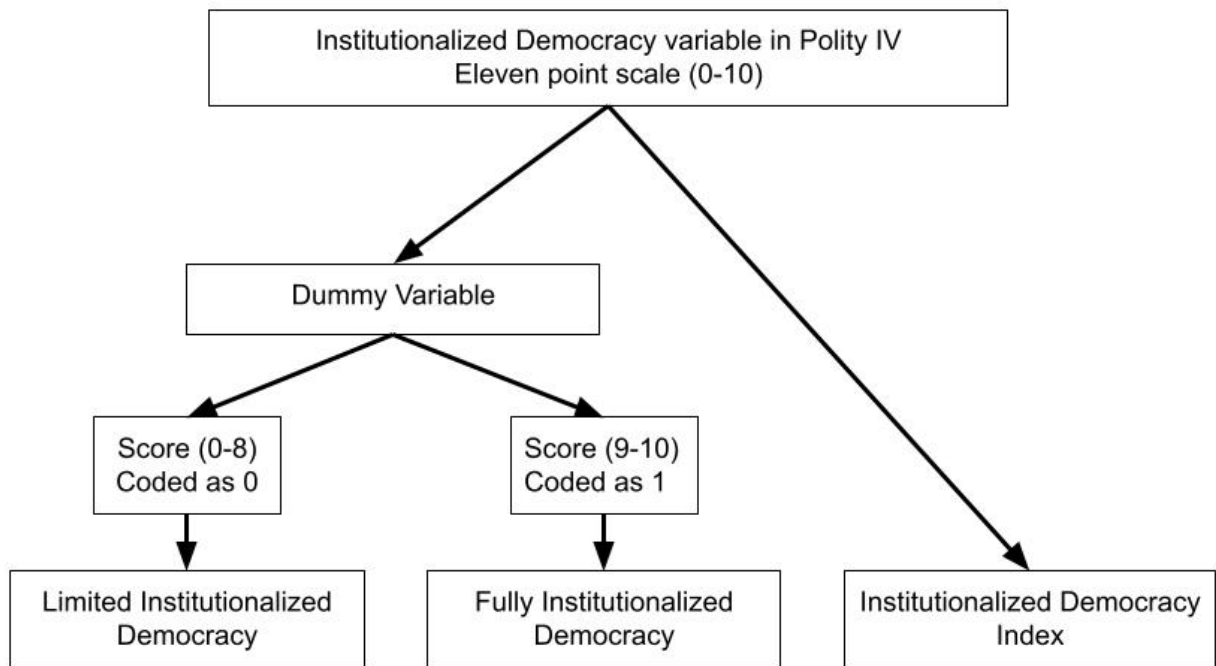 Institutionalized Democracy variable in Polity IV
Eleven point scale (0-10)
Dummy Variable
Score (0-8)
Coded as 0
Score (9-10)
Coded as 1
Limited Institutionalized
Democracy
Fully Institutionalized
Democracy
Institutionalized Democracy
Index